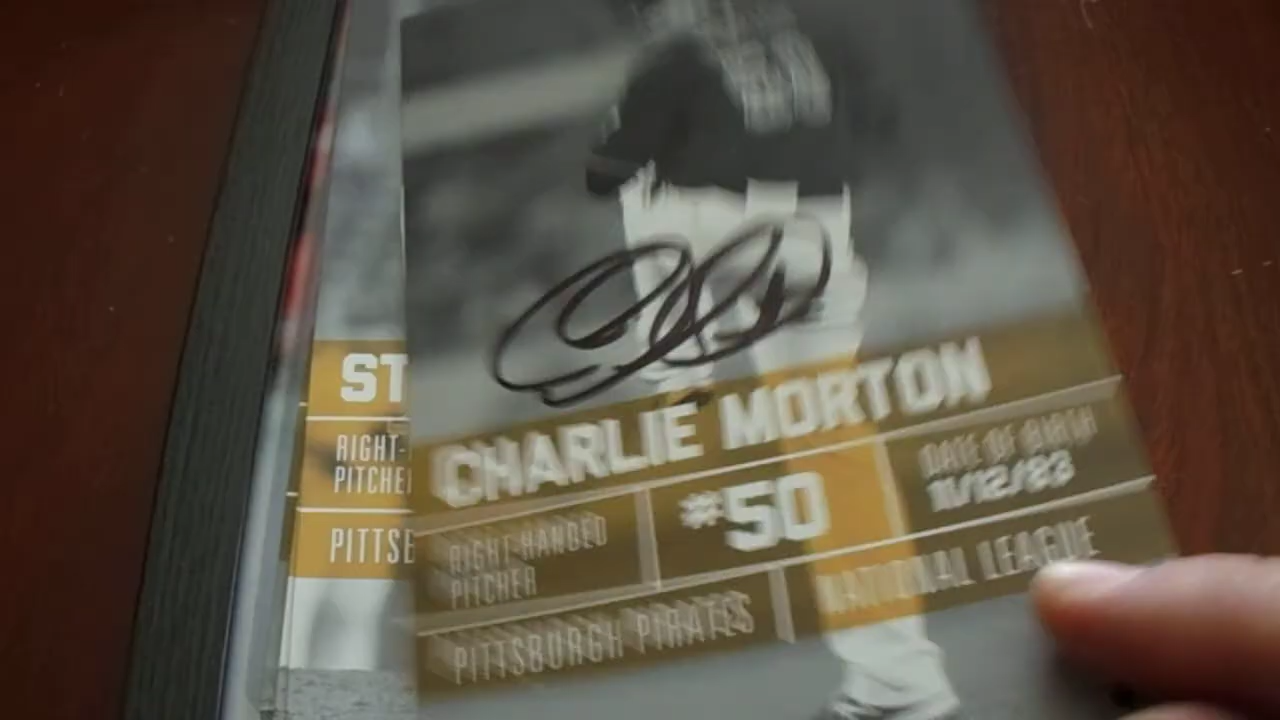 ST
RIGHT-
PITCHE
PITTSB
CHARLIE MORTON
RIGHT-HANDED
PITCHER
#50
DATE OF BIRTH
11/12/83
PITTSBURGH PIRATES
NATIONAL LEAGUE